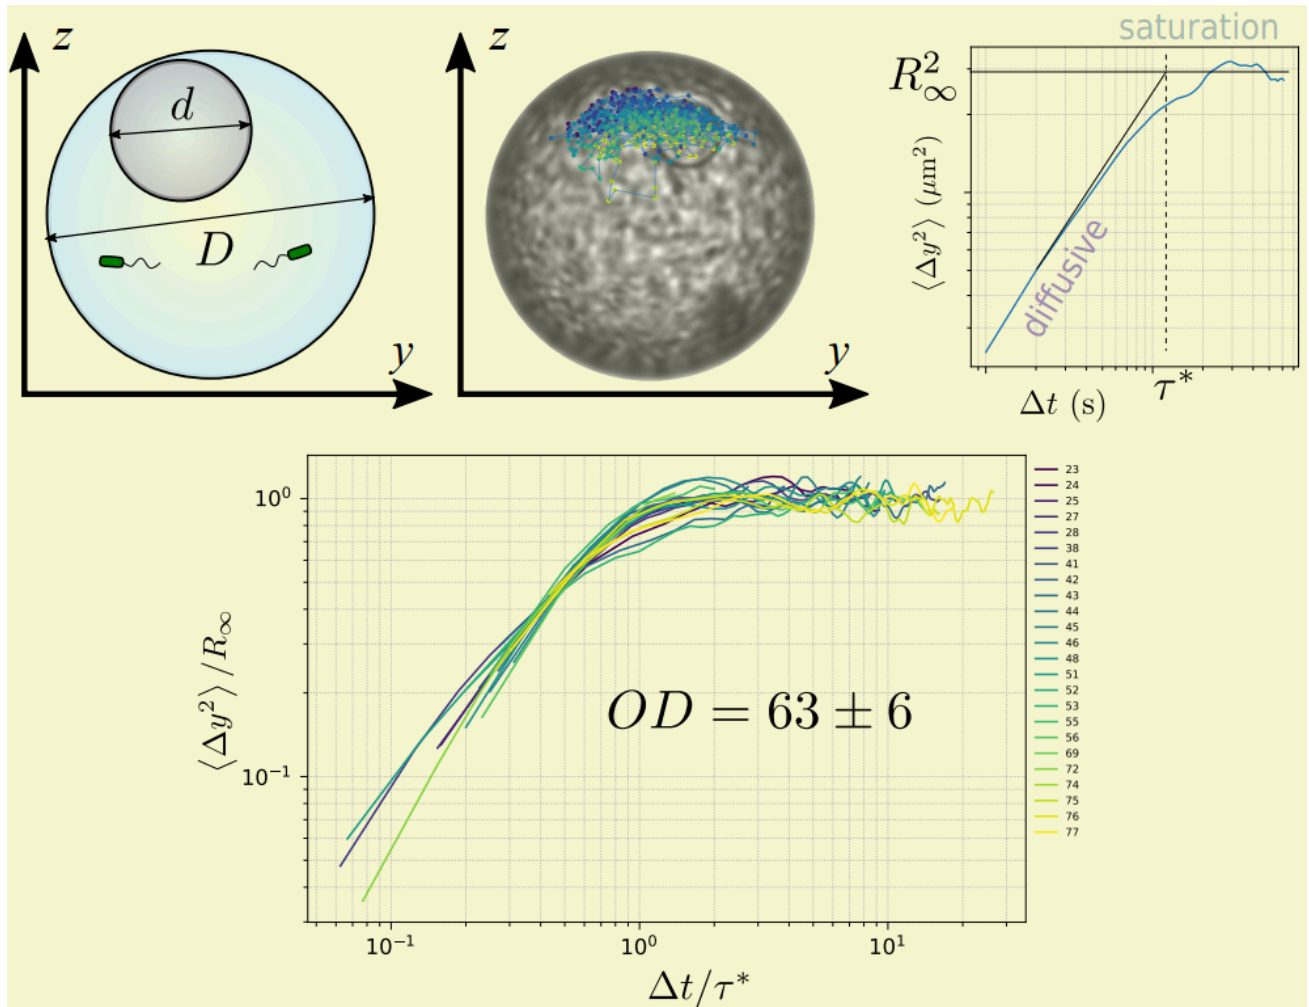 z
d
D
y
z
y
saturation
R²∞
⟨Δy²⟩ (μm²)
diffusive
τ*
Δt (s)
⟨Δy²⟩ /R∞
10⁰
10⁻¹
OD = 63 ± 6
10⁻¹
10⁰
10¹
Δt/τ*
23
24
25
27
28
38
41
42
43
44
45
46
48
51
52
53
55
56
69
72
74
75
76
77